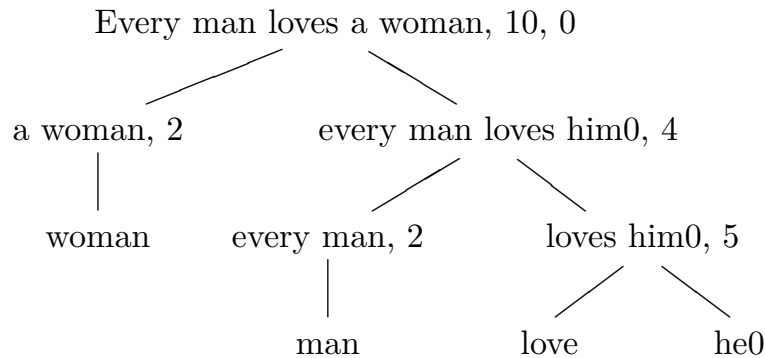 Every man loves a woman, 10, 0
a woman, 2 every man loves him0, 4
woman every man, 2 loves him0, 5
man love he0